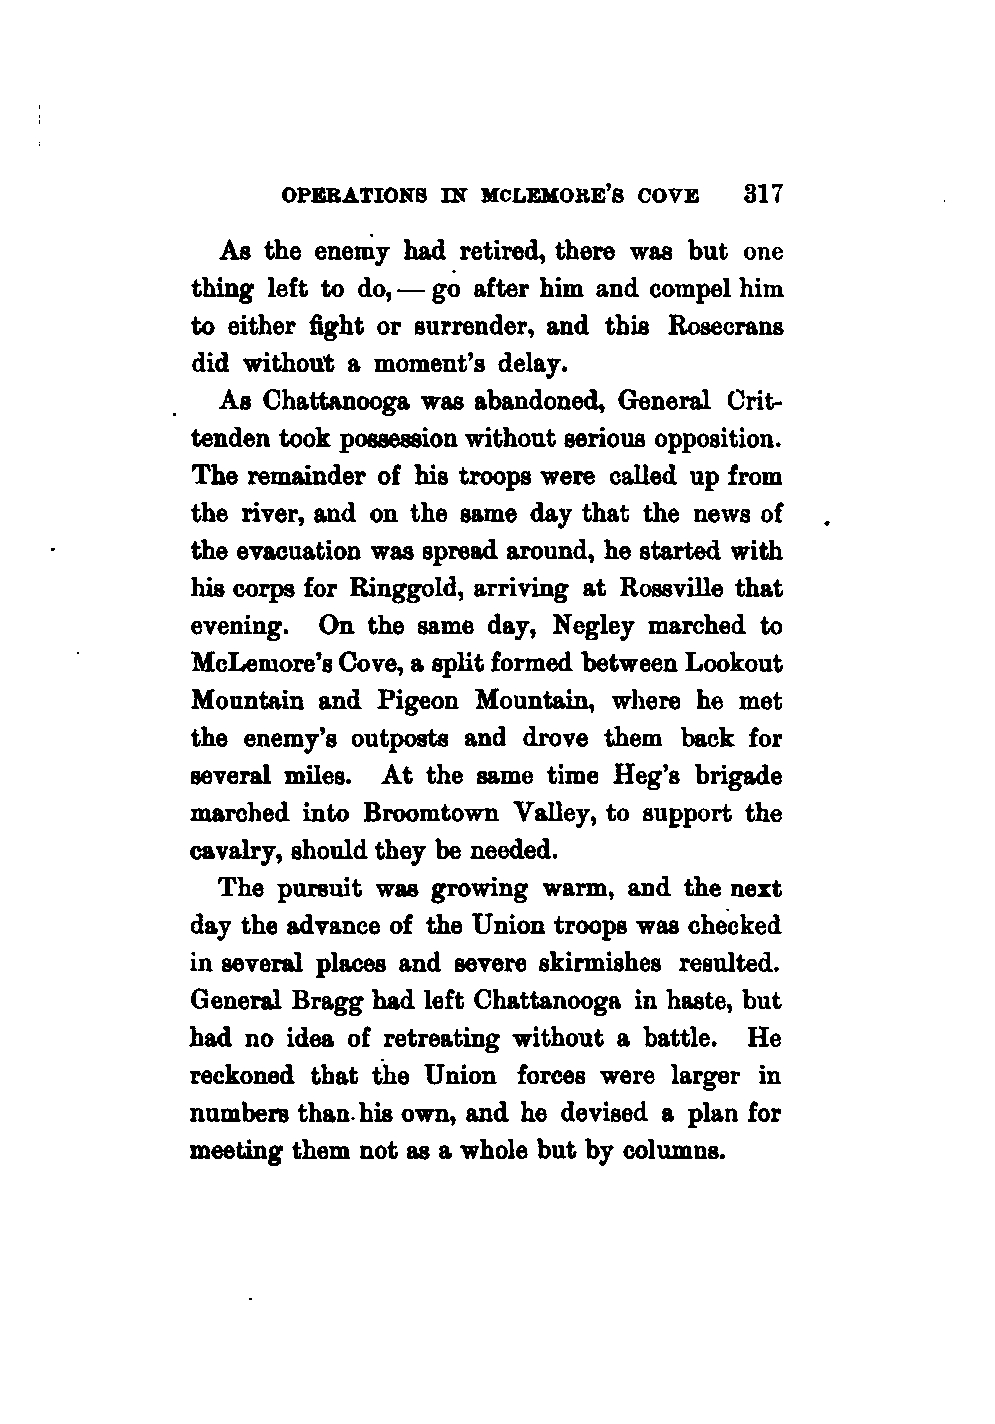 OPERATIONS IN McLEMORE'S COVE 317
As the enemy had retired, there was but one
thing left to do, — go after him and compel him
to either fight or surrender, and this Rosecrans
did without a moment's delay.
As Chattanooga was abandoned, General Crit-
tenden took possession without serious opposition.
The remainder of his troops were called up from
the river, and on the same day that the news of
the evacuation was spread around, he started with
his corps for Ringgold, arriving at Rossville that
evening. On the same day, Negley marched to
McLemore's Cove, a split formed between Lookout
Mountain and Pigeon Mountain, where he met
the enemy's outposts and drove them back for
several miles. At the same time Heg's brigade
marched into Broomtown Valley, to support the
cavalry, should they be needed.
The pursuit was growing warm, and the next
day the advance of the Union troops was checked
in several places and severe skirmishes resulted.
General Bragg had left Chattanooga in haste, but
had no idea of retreating without a battle. He
reckoned that the Union forces were larger in
numbers than his own, and he devised a plan for
meeting them not as a whole but by columns.